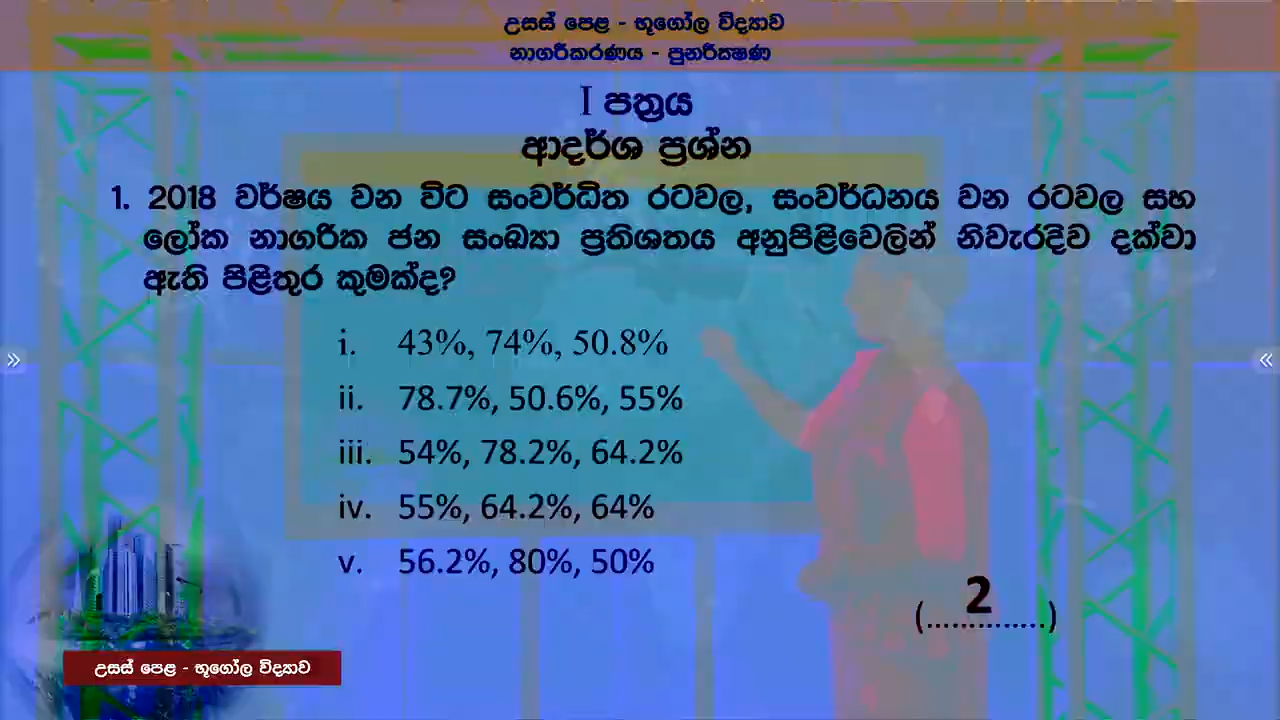 උසස් පෙළ - භූගෝල විද්‍යාව
නාගරීකරණය - පුනරීක්ෂණ
I පත්‍රය
ආදර්ශ ප්‍රශ්න
1. 2018 වර්ෂය වන විට සංවර්ධිත රටවල, සංවර්ධනය වන රටවල සහ
ලෝක නාගරික ජන සංඛ්‍යා ප්‍රතිශතය අනුපිළිවෙලින් නිවැරදිව දක්වා
ඇති පිළිතුර කුමක්ද?
i. 43%, 74%, 50.8%
ii. 78.7%, 50.6%, 55%
iii. 54%, 78.2%, 64.2%
iv. 55%, 64.2%, 64%
v. 56.2%, 80%, 50%
(......2......)
උසස් පෙළ - භූගෝල විද්‍යාව